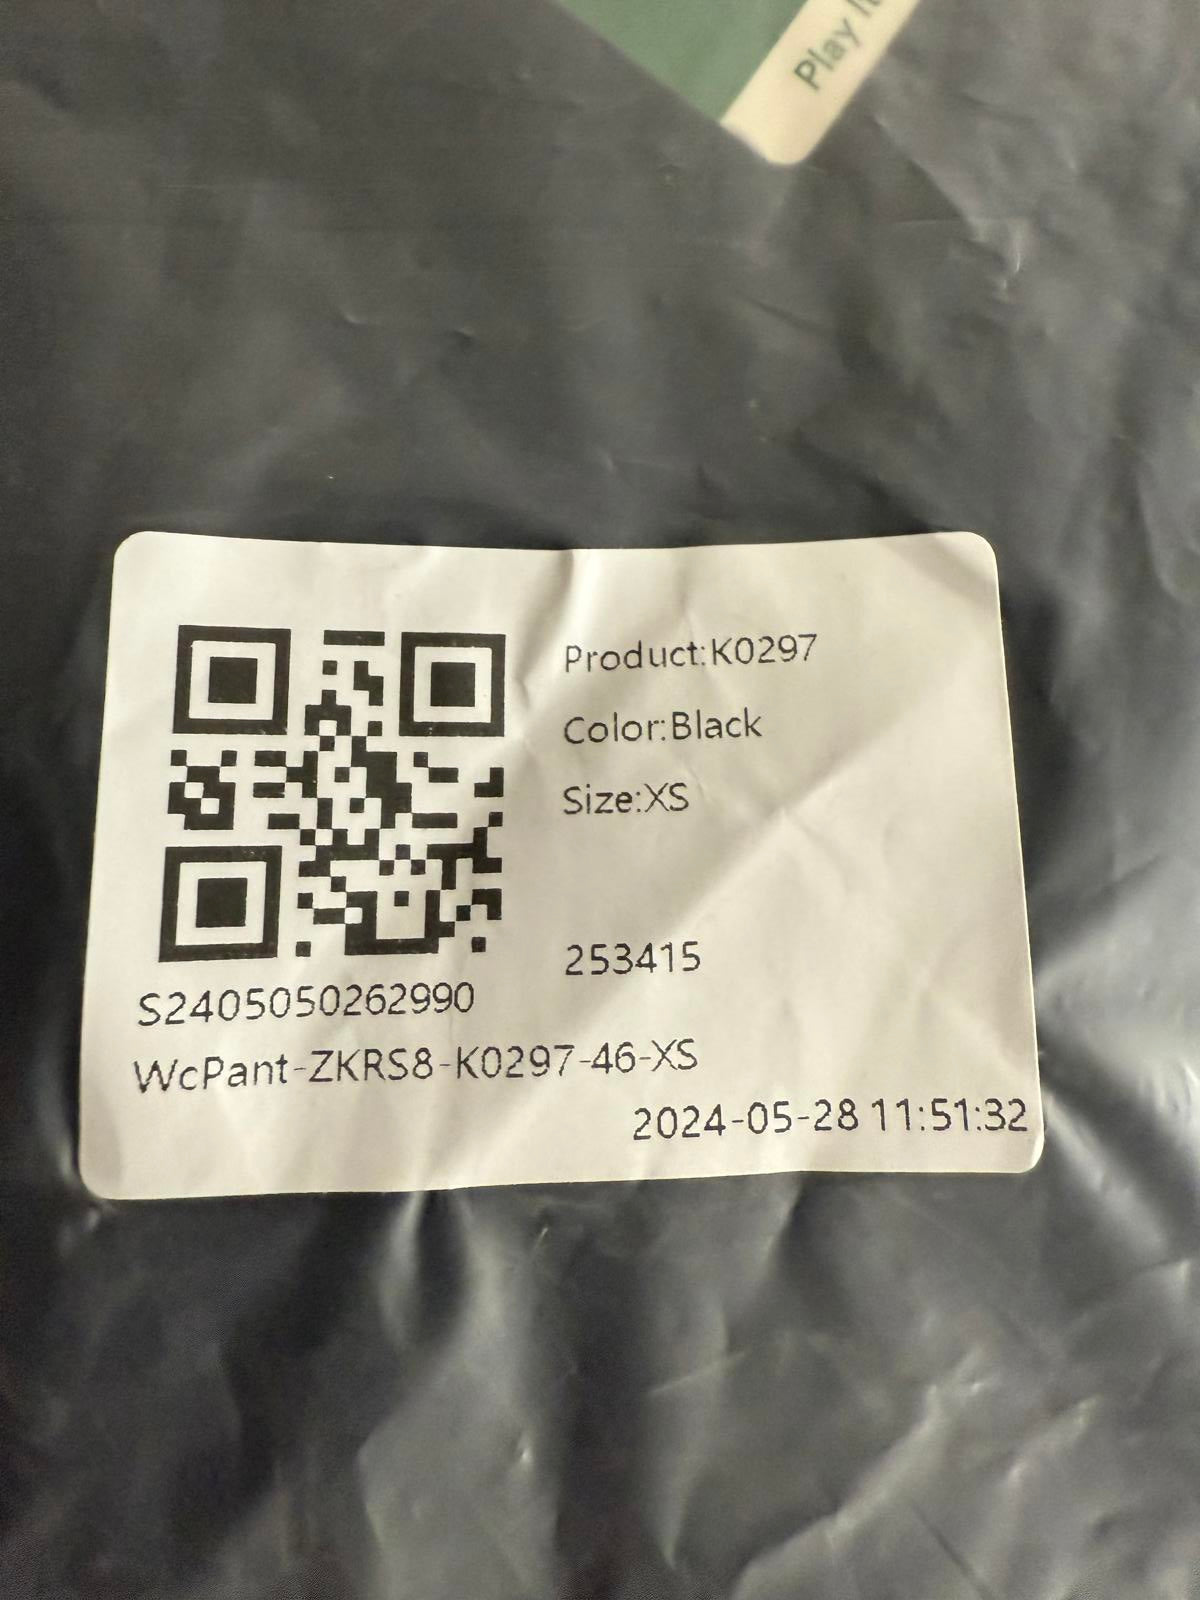 Play It
Product:K0297
Color:Black
Size:XS
253415
S2405050262990
WcPant-ZKRS8-K0297-46-XS
2024-05-28 11:51:32